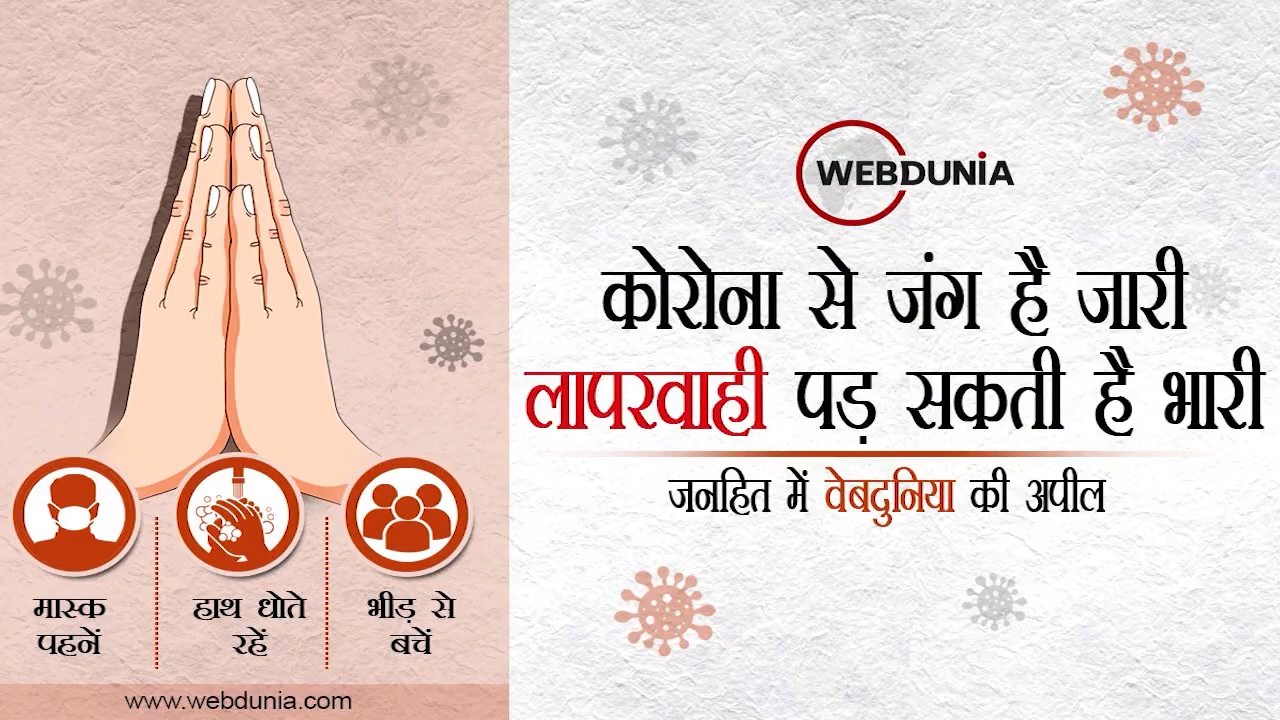 WEBDUNIA
कोरोना से जंग है जारी
लापरवाही पड़ सकती है भारी
जनहित में वेबदुनिया की अपील
मास्क
पहनें
हाथ धोते
रहें
भीड़ से
बचें
www.webdunia.com